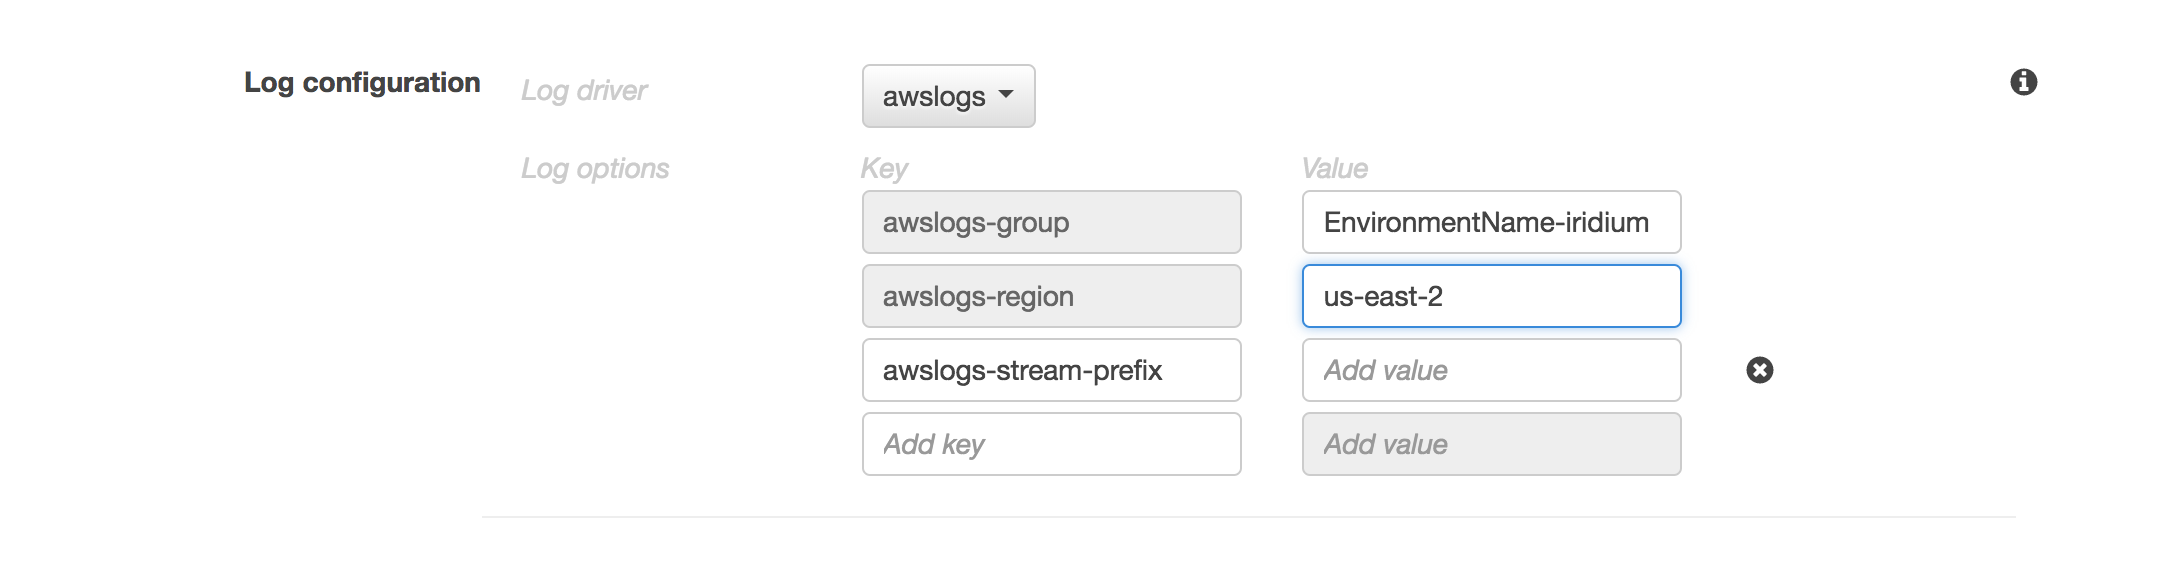 Log configuration
Log driver
awslogs
Log options
Key
Value
awslogs-group
EnvironmentName-iridium
awslogs-region
us-east-2
awslogs-stream-prefix
Add value
Add key
Add value